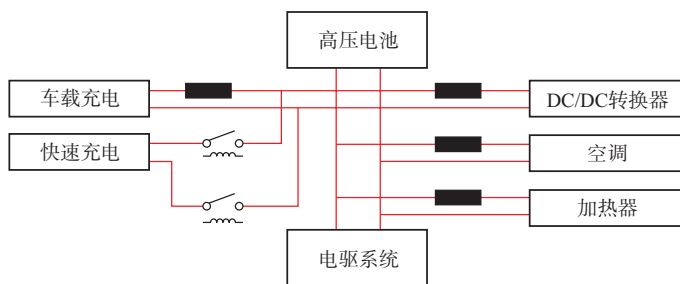 高压电池
车载充电
DC/DC转换器
快速充电
空调
加热器
电驱系统